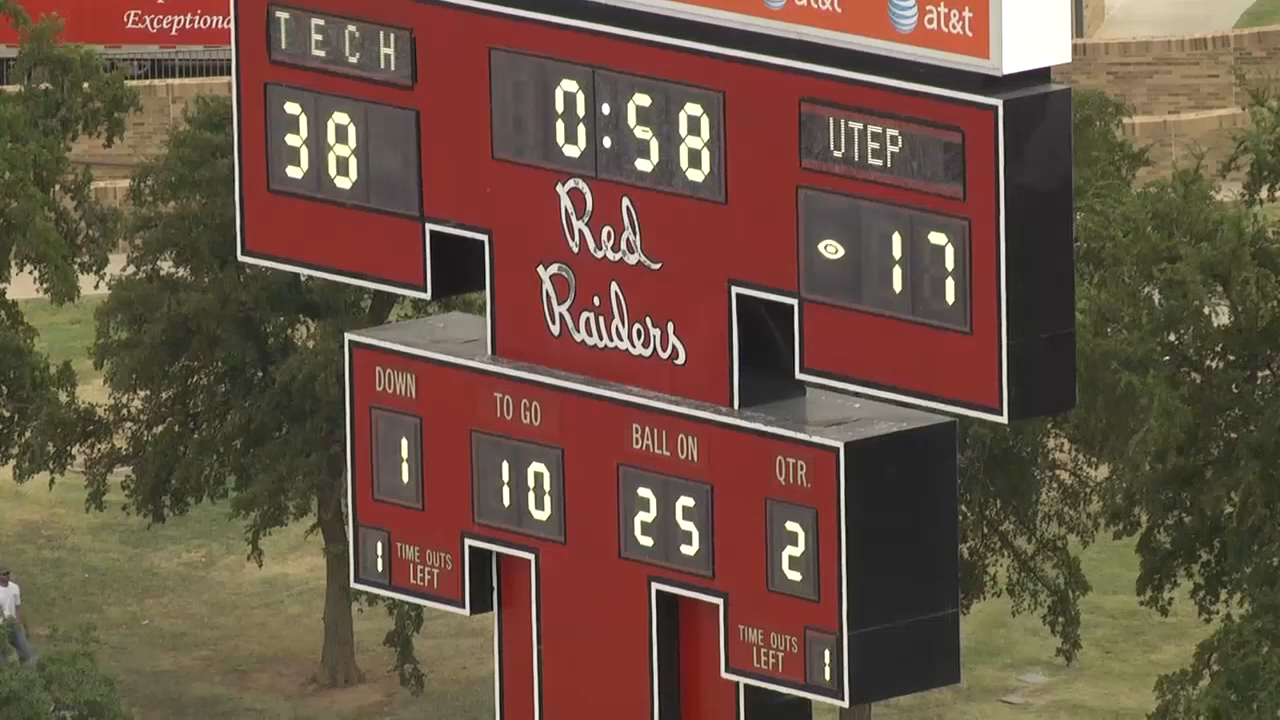 Exceptiona
at&t
at&t
TECH
38
0:58
UTEP
17
Red
Raiders
DOWN
1
TO GO
10
BALL ON
25
QTR.
2
1 TIME OUTS
LEFT
TIME OUTS
LEFT 1